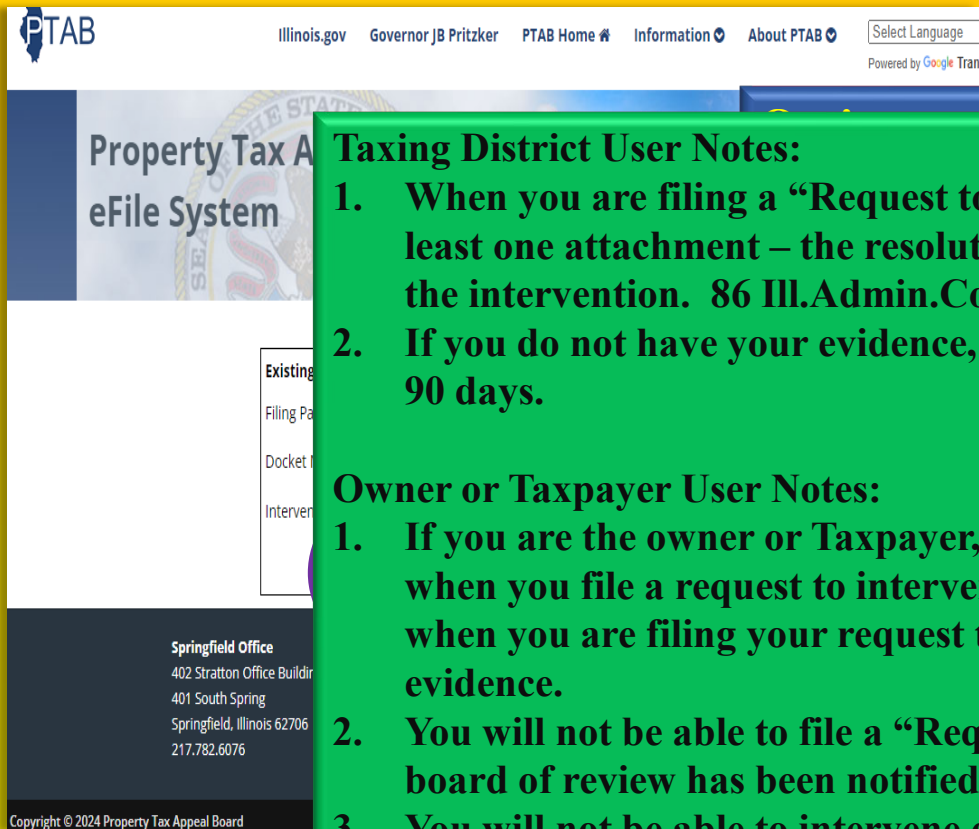 PTAB
Illinois.gov Governor JB Pritzker PTAB Home Information About PTAB Select Language
Powered by Google Tran
Property Tax A
eFile System
Taxing District User Notes:
1. When you are filing a “Request to
least one attachment – the resolut
the intervention. 86 Ill.Admin.Co
2. If you do not have your evidence,
90 days.
Existing
Filing Pa
Docket
Interven
Owner or Taxpayer User Notes:
1. If you are the owner or Taxpayer,
when you file a request to interve
when you are filing your request t
evidence.
2. You will not be able to file a “Req
board of review has been notified
3. You will not be able to intervene
Springfield Office
402 Stratton Office Buildin
401 South Spring
Springfield, Illinois 62706
217.782.6076
Copyright © 2024 Property Tax Appeal Board